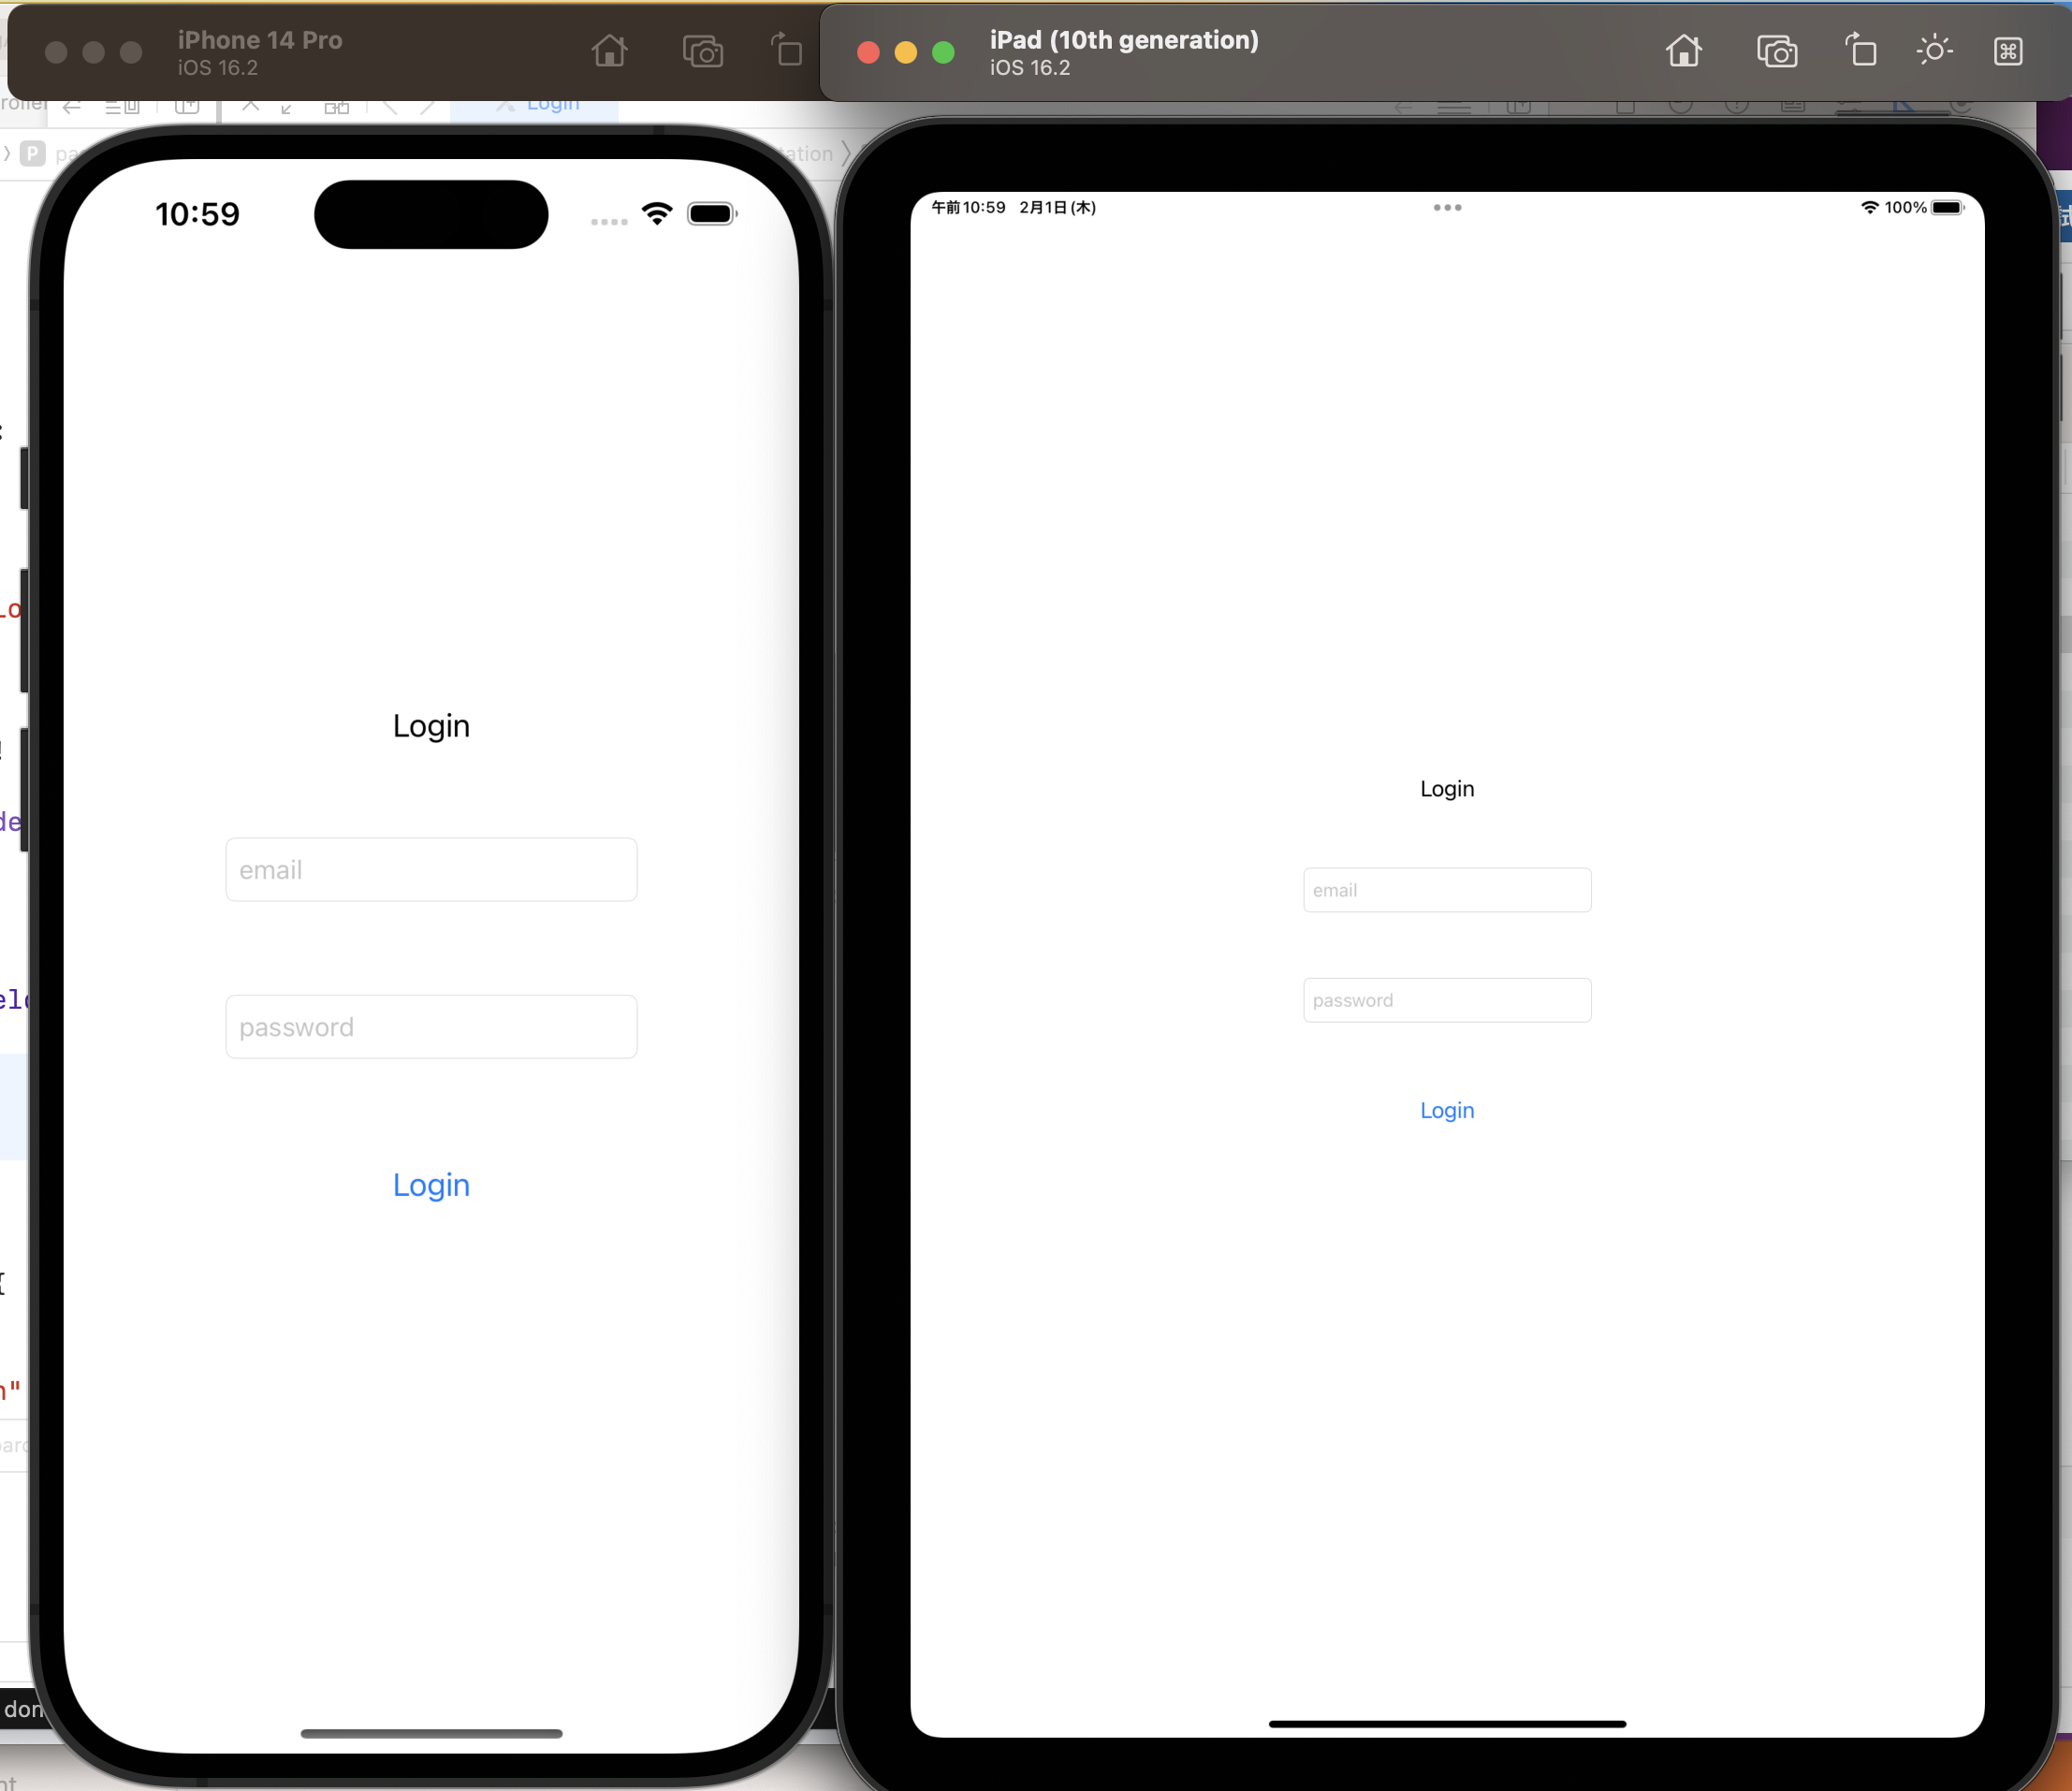 iPhone 14 Pro
iOS 16.2
iPad (10th generation)
iOS 16.2
Login
P
10:59
Login
email
password
Login
午前10:59 2月1日(木)
100%
Login
email
password
Login